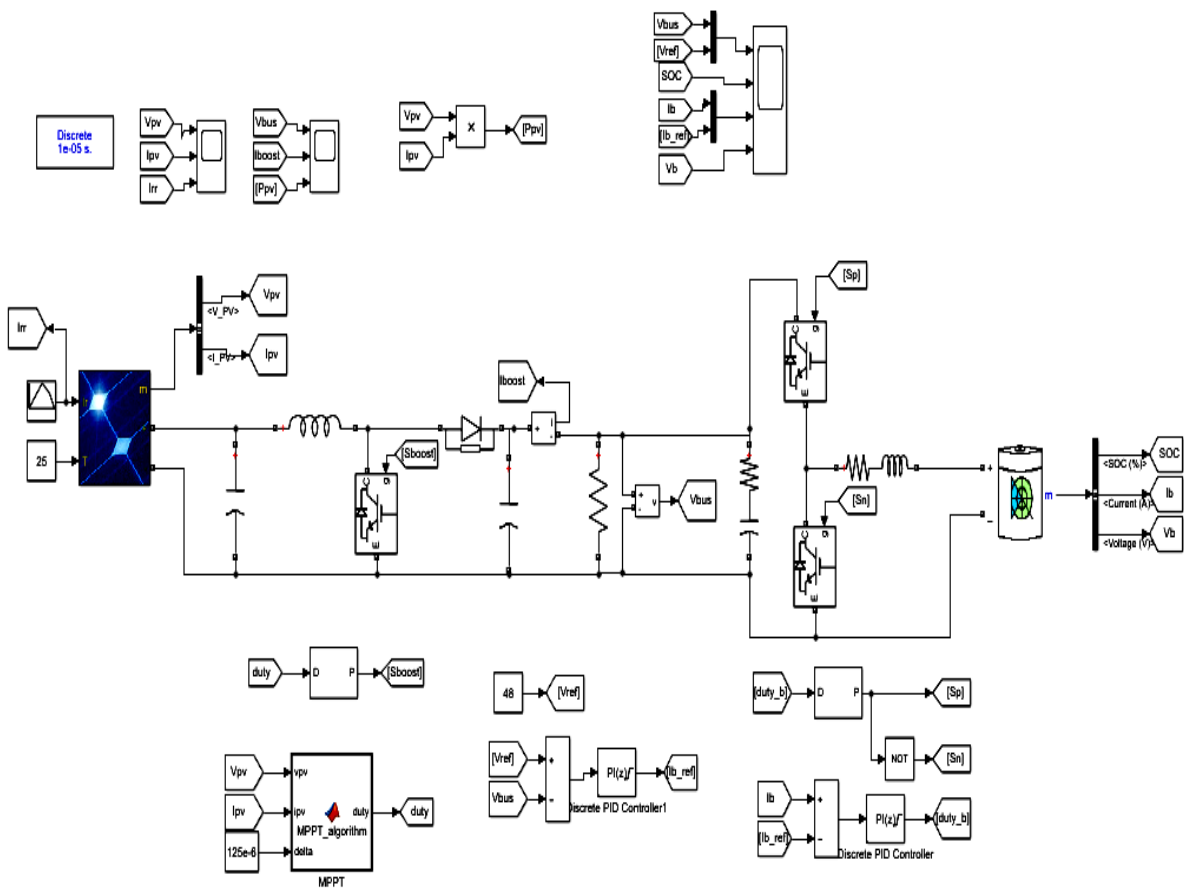 Vbus
[Vref]
SOC
Ib
[Ib_ref]
Vb
Discrete
1e-05 s.
Vpv
Ipv
Irr
Vbus
Iboost
[Ppv]
Vpv
Ipv
×
[Ppv]
[Sp]
Vpv
<V_PV>
Irr
Ipv
<I_PV>
Iboost
g
C
E
m
Ir
+
-
i
25
T
[Sboost]
g
C
E
+
-
v
Vbus
[Sn]
g
C
E
+
_
m
<SOC (%)>
SOC
<Current (A)>
Ib
<Voltage (V)>
Vb
duty
D
P
[Sboost]
48
[Vref]
[duty_b]
D
P
[Sp]
NOT
[Sn]
[Vref]
+
Vbus
−
PI(z)
[Ib_ref]
Discrete PID Controller1
Vpv
vpv
Ipv
ipv
MPPT_algorithm
duty
duty
125e-6
delta
MPPT
Ib
+
[Ib_ref]
−
PI(z)
[duty_b]
Discrete PID Controller